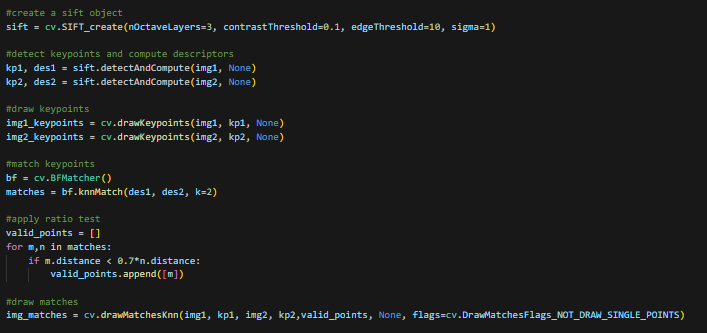 #create a sift object
sift = cv.SIFT_create(nOctaveLayers=3, contrastThreshold=0.1, edgeThreshold=10, sigma=1)

#detect keypoints and compute descriptors
kp1, des1 = sift.detectAndCompute(img1, None)
kp2, des2 = sift.detectAndCompute(img2, None)

#draw keypoints
img1_keypoints = cv.drawKeypoints(img1, kp1, None)
img2_keypoints = cv.drawKeypoints(img2, kp2, None)

#match keypoints
bf = cv.BFMatcher()
matches = bf.knnMatch(des1, des2, k=2)

#apply ratio test
valid_points = []
for m,n in matches:
    if m.distance < 0.7*n.distance:
        valid_points.append([m])

#draw matches
img_matches = cv.drawMatchesKnn(img1, kp1, img2, kp2,valid_points, None, flags=cv.DrawMatchesFlags_NOT_DRAW_SINGLE_POINTS)